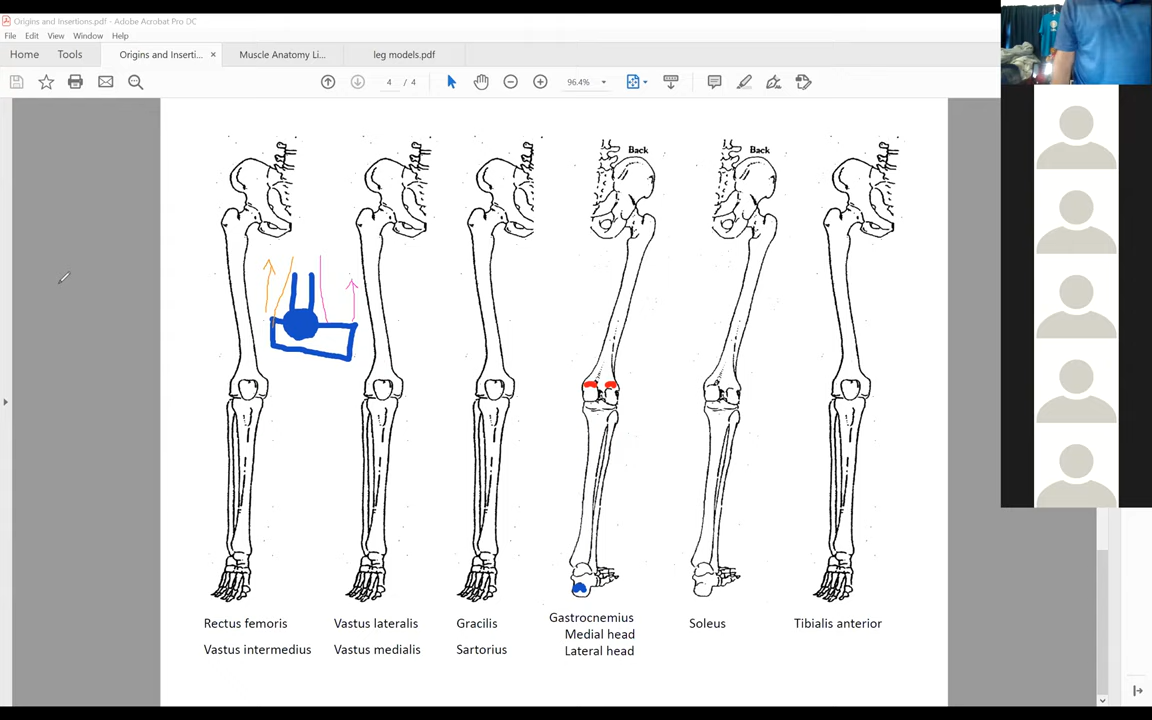 Origins and Insertions.pdf - Adobe Acrobat Pro DC
File Edit View Window Help
Home Tools Origins and Inserti... × Muscle Anatomy Li... leg models.pdf
4 / 4 96.4%
Back Back
Rectus femoris
Vastus intermedius
Vastus lateralis
Vastus medialis
Gracilis
Sartorius
Gastrocnemius
Medial head
Lateral head
Soleus
Tibialis anterior